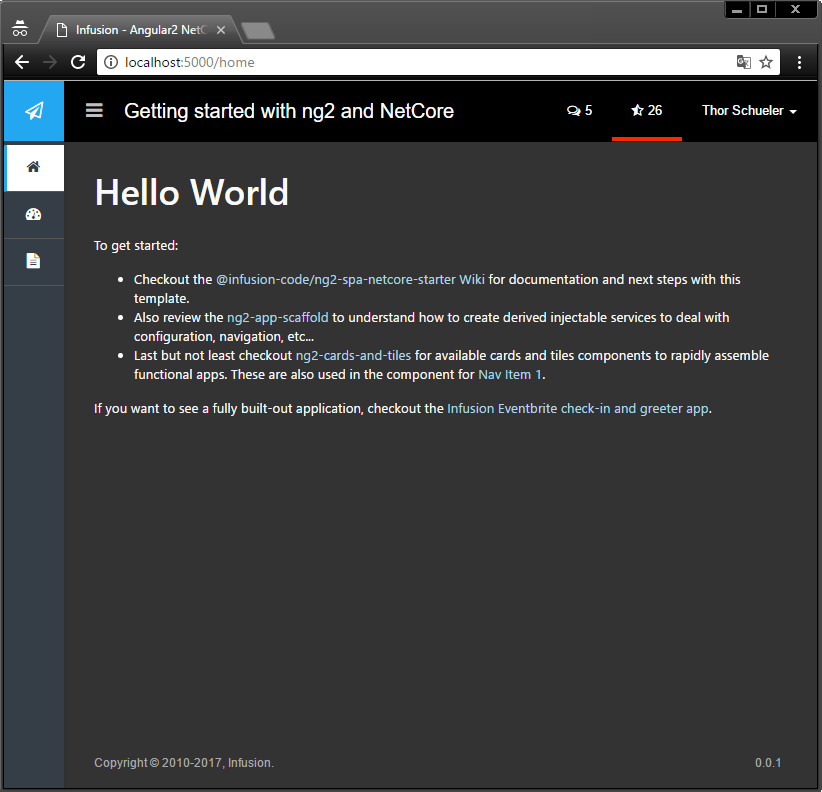 Infusion - Angular2 NetC
localhost:5000/home
Getting started with ng2 and NetCore
5
26
Thor Schueler
Hello World
To get started:
• Checkout the @infusion-code/ng2-spa-netcore-starter Wiki for documentation and next steps with this
template.
• Also review the ng2-app-scaffold to understand how to create derived injectable services to deal with
configuration, navigation, etc...
• Last but not least checkout ng2-cards-and-tiles for available cards and tiles components to rapidly assemble
functional apps. These are also used in the component for Nav Item 1.
If you want to see a fully built-out application, checkout the Infusion Eventbrite check-in and greeter app.
Copyright © 2010-2017, Infusion.
0.0.1